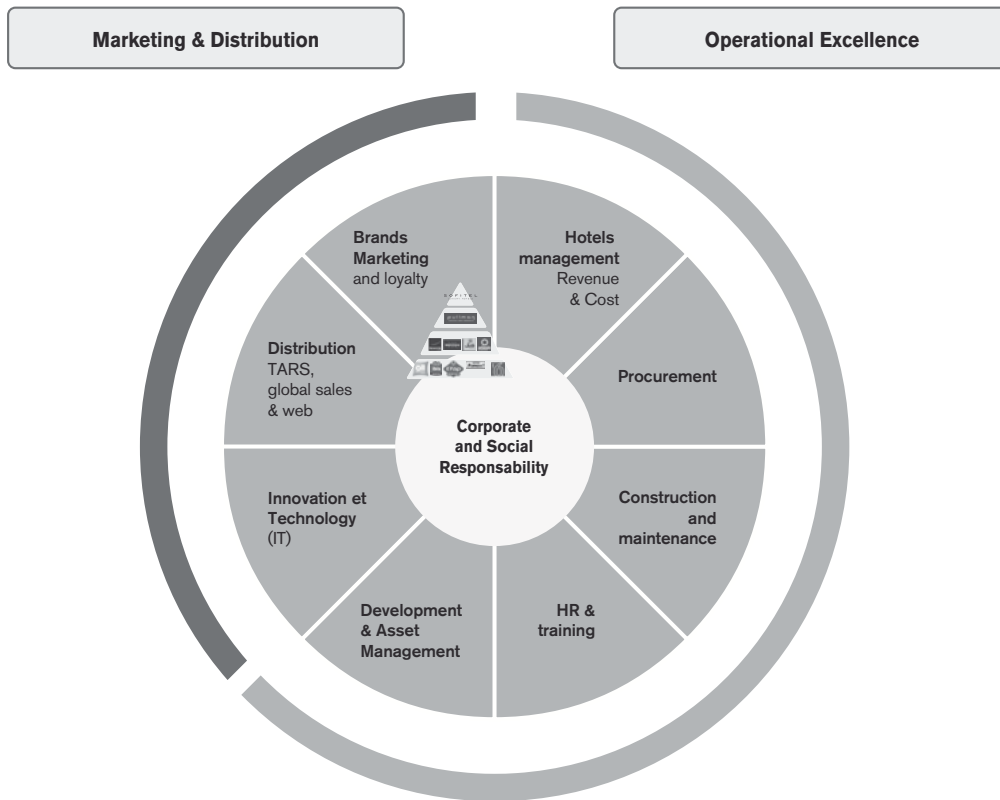 Marketing & Distribution
Operational Excellence
Brands
Marketing
and loyalty
Hotels
management
Revenue
& Cost
SOFITEL
Distribution
TARS,
global sales
& web
Procurement
Corporate
and Social
Responsability
Innovation et
Technology
(IT)
Construction
and
maintenance
Development
& Asset
Management
HR &
training